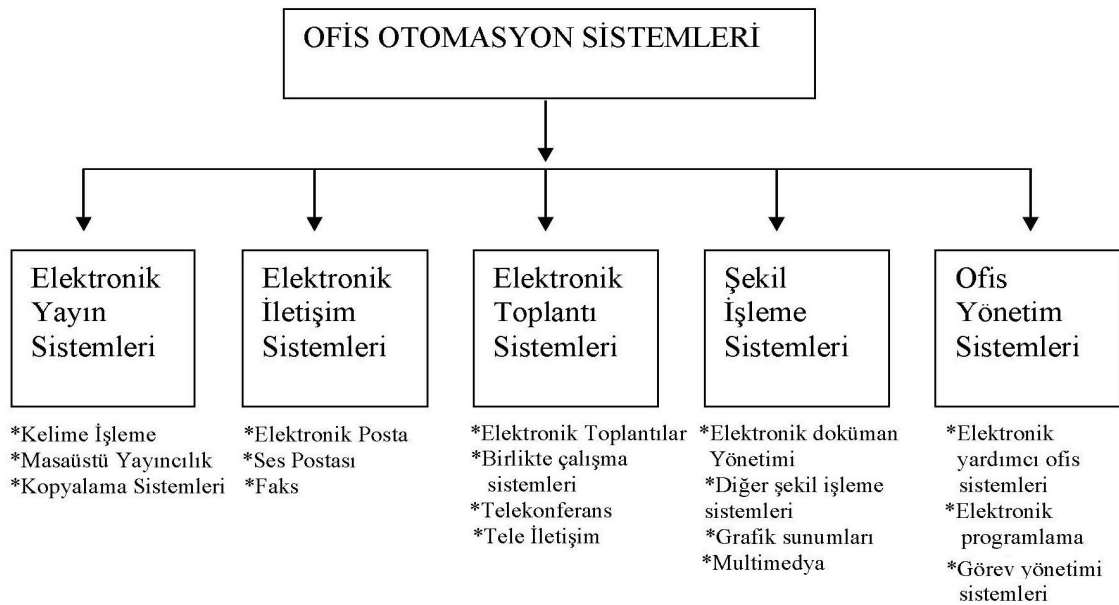 OFİS OTOMASYON SİSTEMLERİ
Elektronik
Yayın
Sistemleri
*Kelime İşleme
*Masaüstü Yayıncılık
*Kopyalama Sistemleri
Elektronik
İletişim
Sistemleri
*Elektronik Posta
*Ses Postası
*Faks
Elektronik
Toplantı
Sistemleri
*Elektronik Toplantılar
*Birlikte çalışma
sistemleri
*Telekonferans
*Tele İletişim
Şekil
İşleme
Sistemleri
*Elektronik doküman
Yönetimi
*Diğer şekil işleme
sistemleri
*Grafik sunumları
*Multimedya
Ofis
Yönetim
Sistemleri
*Elektronik
yardımcı ofis
sistemleri
*Elektronik
programlama
*Görev yönetimi
sistemleri